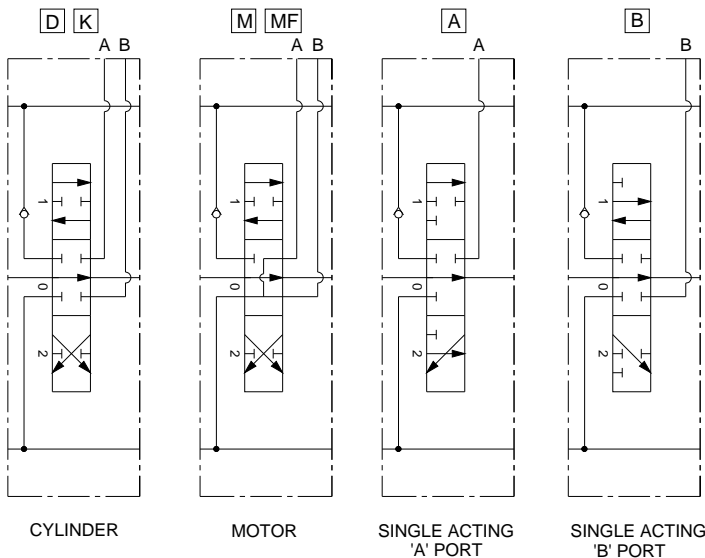 D K
A B
1
0
2
CYLINDER
M MF
A B
1
0
2
MOTOR
A
A
1
0
2
SINGLE ACTING
'A' PORT
B
B
1
0
2
SINGLE ACTING
'B' PORT